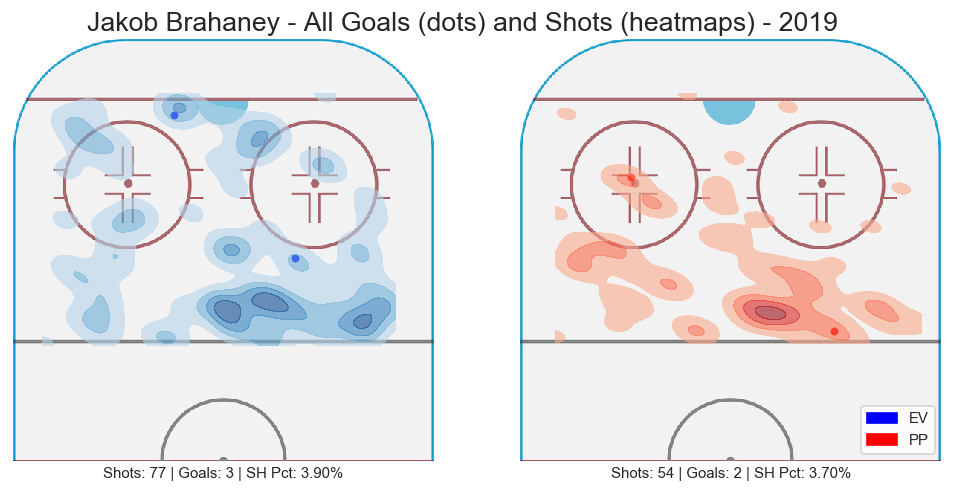 Jakob Brahaney - All Goals (dots) and Shots (heatmaps) - 2019
EV
PP
Shots: 77 | Goals: 3 | SH Pct: 3.90%
Shots: 54 | Goals: 2 | SH Pct: 3.70%